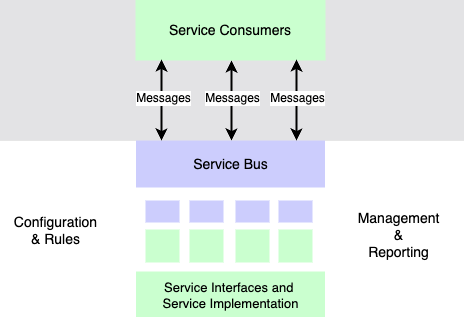 Service Consumers
Messages
Messages
Messages
Service Bus
Configuration
& Rules
Management
&
Reporting
Service Interfaces and
Service Implementation